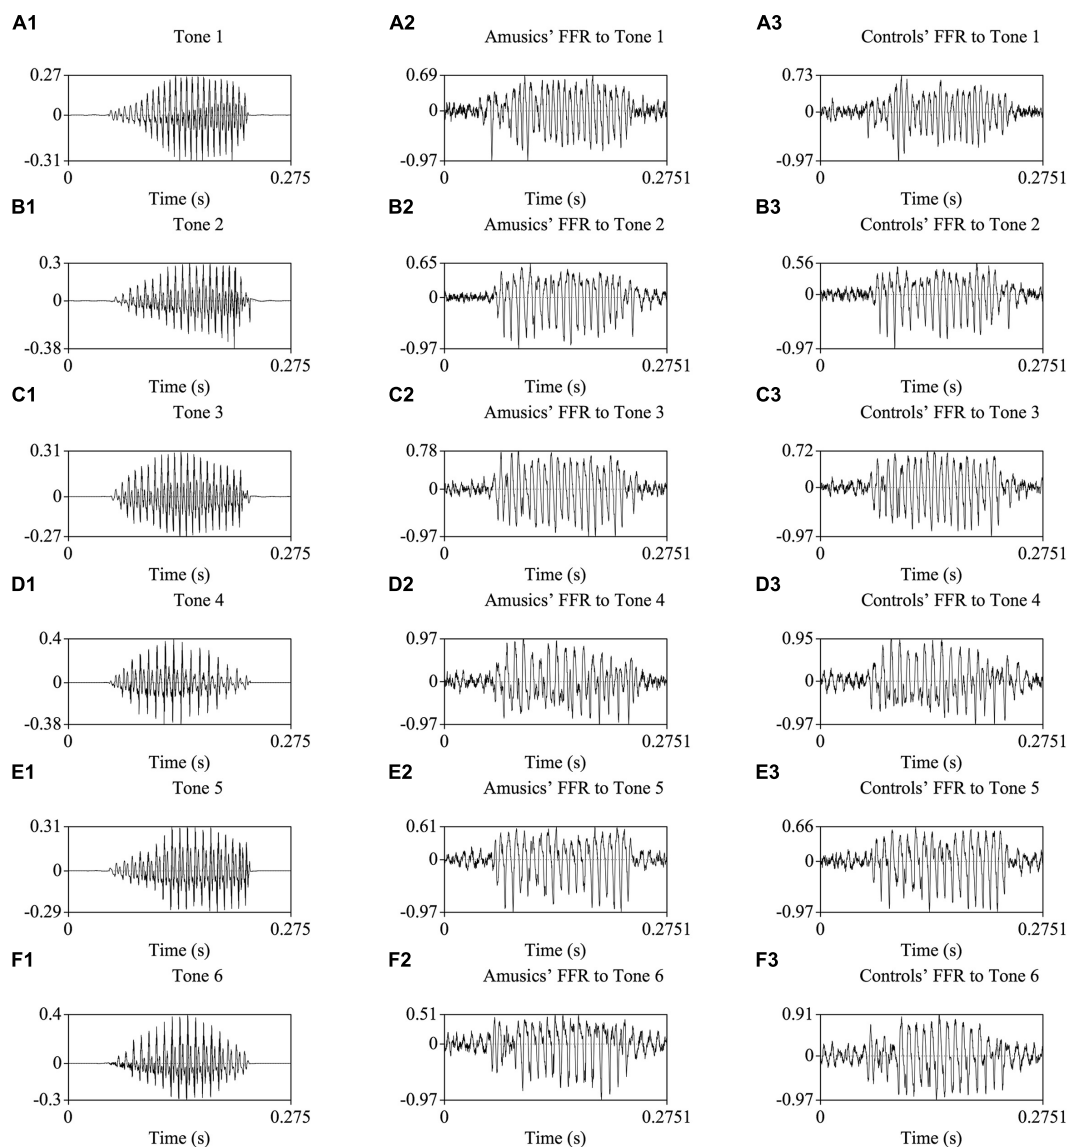 A1 A2 A3
Tone 1 Amusics’ FFR to Tone 1 Controls’ FFR to Tone 1
0.27 0.69 0.73
0 0 0
-0.31 -0.97 -0.97
0 0.275 0 0.2751 0 0.2751
Time (s) Time (s) Time (s)
B1 B2 B3
Tone 2 Amusics’ FFR to Tone 2 Controls’ FFR to Tone 2
0.3 0.65 0.56
0 0 0
-0.38 -0.97 -0.97
0 0.275 0 0.2751 0 0.2751
Time (s) Time (s) Time (s)
C1 C2 C3
Tone 3 Amusics’ FFR to Tone 3 Controls’ FFR to Tone 3
0.31 0.78 0.72
0 0 0
-0.27 -0.97 -0.97
0 0.275 0 0.2751 0 0.2751
Time (s) Time (s) Time (s)
D1 D2 D3
Tone 4 Amusics’ FFR to Tone 4 Controls’ FFR to Tone 4
0.4 0.97 0.95
0 0 0
-0.38 -0.97 -0.97
0 0.275 0 0.2751 0 0.2751
Time (s) Time (s) Time (s)
E1 E2 E3
Tone 5 Amusics’ FFR to Tone 5 Controls’ FFR to Tone 5
0.31 0.61 0.66
0 0 0
-0.29 -0.97 -0.97
0 0.275 0 0.2751 0 0.2751
Time (s) Time (s) Time (s)
F1 F2 F3
Tone 6 Amusics’ FFR to Tone 6 Controls’ FFR to Tone 6
0.4 0.51 0.91
0 0 0
-0.3 -0.97 -0.97
0 0.275 0 0.2751 0 0.2751
Time (s) Time (s) Time (s)